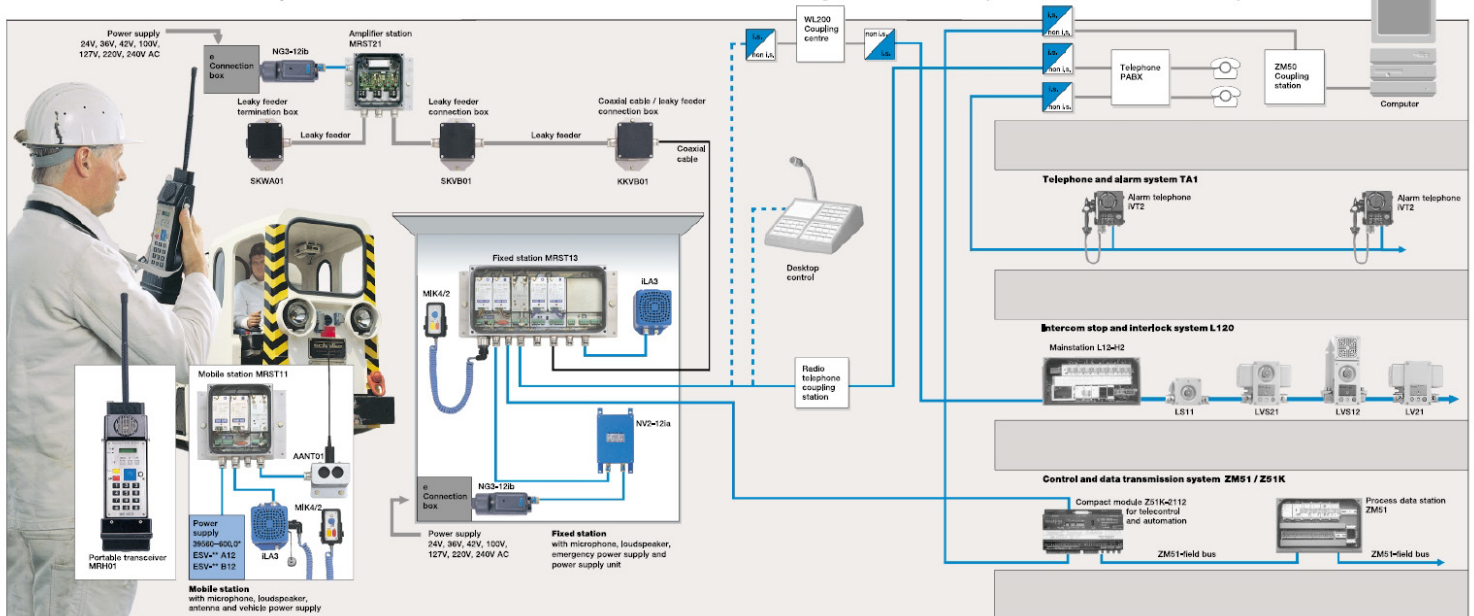 Power supply
24V, 36V, 42V, 100V,
127V, 220V, 240V AC
e
Connection
box
NG3-12ib
Amplifier station
MRST21
Leaky feeder
termination box
Leaky feeder
SKWA01
Leaky feeder
connection box
Leaky feeder
SKVB01
Coaxial cable / leaky feeder
connection box
Coaxial
cable
KKVB01
i.s.
non i.s.
WL200
Coupling
centre
non i.s.
i.s.
i.s.
non i.s.
i.s.
non i.s.
i.s.
non i.s.
Telephone
PABX
ZM50
Coupling
station
Computer
Telephone and alarm system TA1
Alarm telephone
iVT2
Alarm telephone
iVT2
Desktop
control
Fixed station MRST13
MIK4/2
iLA3
NV2-12ia
e
Connection
box
NG3-12ib
Power supply
24V, 36V, 42V, 100V,
127V, 220V, 240V AC
Fixed station
with microphone, loudspeaker,
emergency power supply and
power supply unit
Radio
telephone
coupling
station
Intercom stop and interlock system L120
Mainstation L12-H2
LS11
LVS21
LVS12
LV21
Control and data transmission system ZM51 / Z51K
Compact module Z51K-2112
for telecontrol
and automation
Process data station
ZM51
ZM51-field bus
ZM51-field bus
Portable transceiver
MRH01
Mobile station MRST11
AANT01
MIK4/2
iLA3
Power
supply
39560-600,0*
ESV-** A12
ESV-** B12
Mobile station
with microphone, loudspeaker,
antenna and vehicle power supply